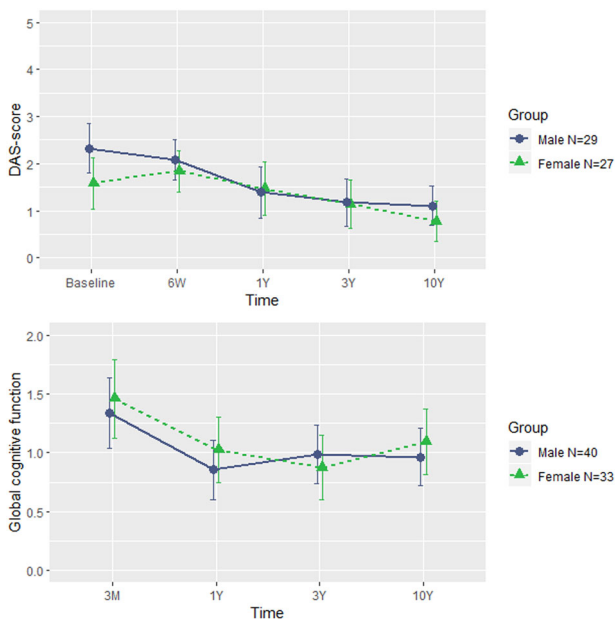 5
4
3
2
1
0
DAS-score
Baseline 6W 1Y 3Y 10Y
Time
Group
Male N=29
Female N=27
2.0
1.5
1.0
0.5
0.0
Global cognitive function
3M 1Y 3Y 10Y
Time
Group
Male N=40
Female N=33